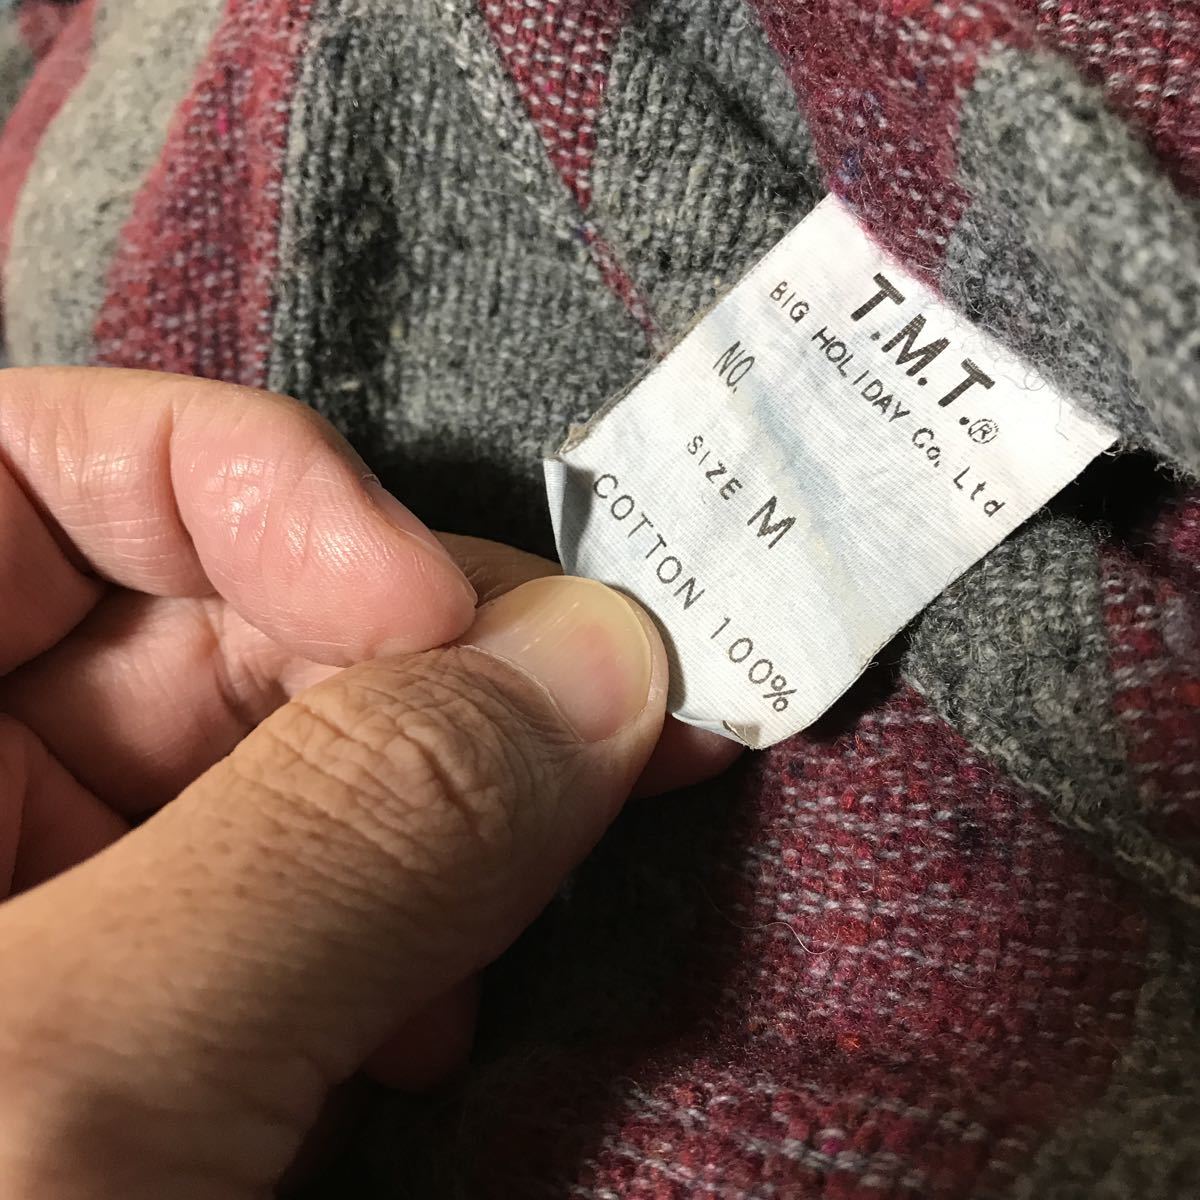 T.M.T.®
BIG HOLIDAY Co. Ltd
NO.
SIZE M
COTTON 100%